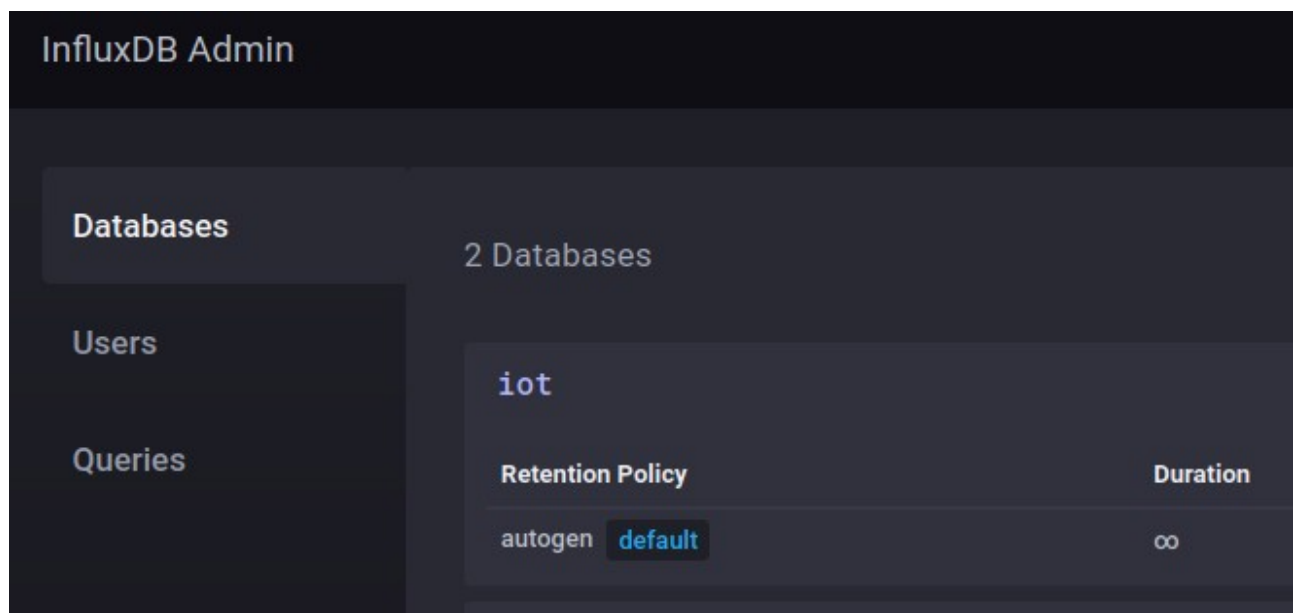 InfluxDB Admin
Databases
2 Databases
Users
iot
Queries
Retention Policy Duration
autogen default ∞